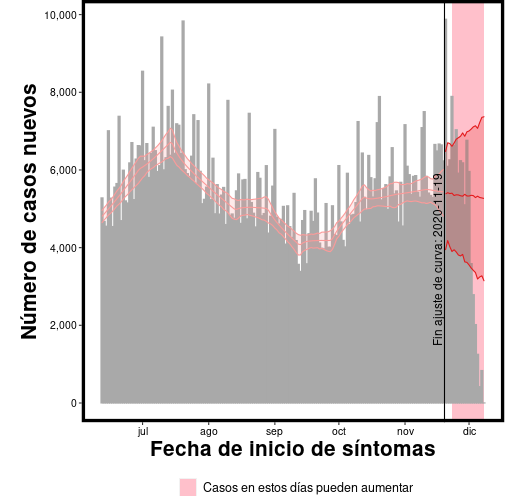 10,000
8,000
6,000
4,000
2,000
0
Número de casos nuevos
Fin ajuste de curva: 2020-11-19
jul ago sep oct nov dic
Fecha de inicio de síntomas
Casos en estos días pueden aumentar